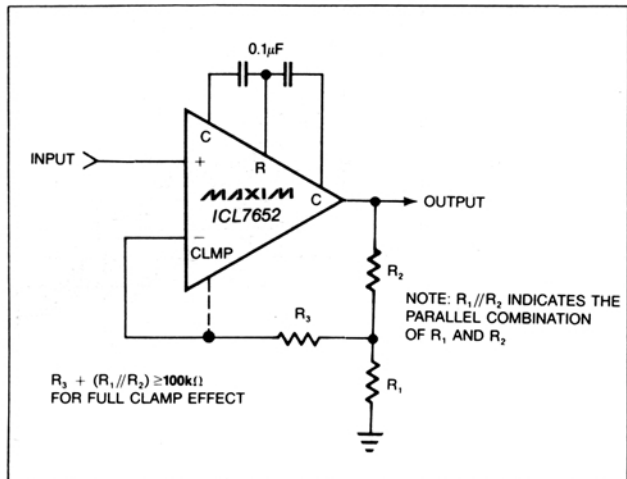 0.1μF
C
INPUT
+
R
MAXIM
C
OUTPUT
ICL7652
−
CLMP
R₂
NOTE: R₁//R₂ INDICATES THE
PARALLEL COMBINATION
OF R₁ AND R₂
R₃
R₃ + (R₁//R₂) ≥100kΩ
FOR FULL CLAMP EFFECT
R₁